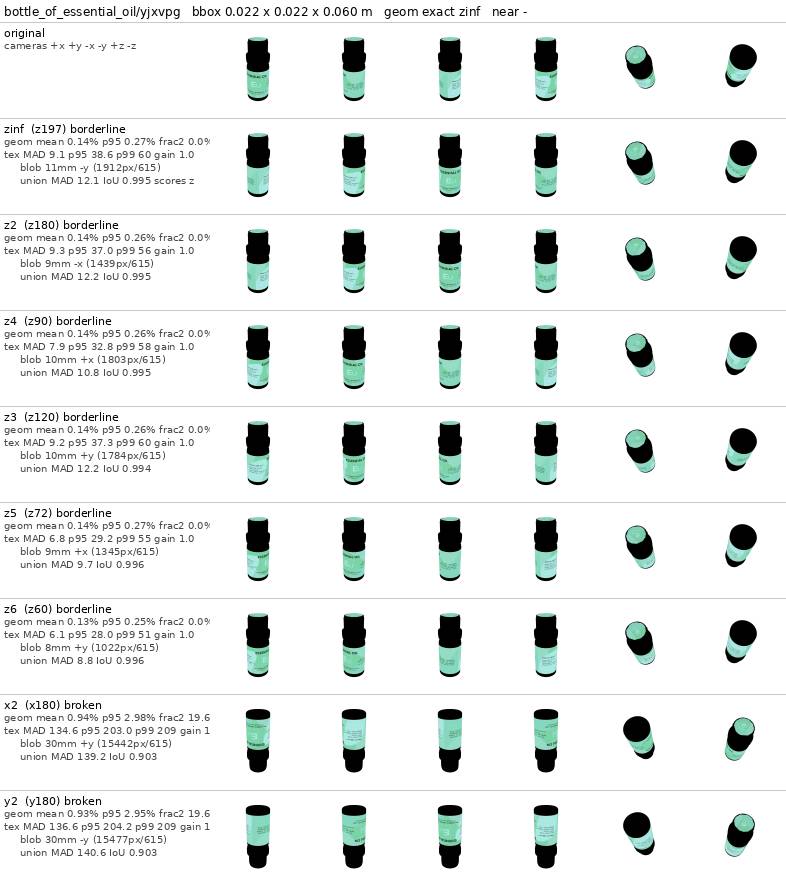 bottle_of_essential_oil/yjxvpg bbox 0.022 x 0.022 x 0.060 m geom exact zinf near -
original
cameras +x +y -x -y +z -z
zinf (z197) borderline
geom mean 0.14% p95 0.27% frac2 0.0%
tex MAD 9.1 p95 38.6 p99 60 gain 1.0
blob 11mm -y (1912px/615)
union MAD 12.1 IoU 0.995 scores z
z2 (z180) borderline
geom mean 0.14% p95 0.26% frac2 0.0%
tex MAD 9.3 p95 37.0 p99 56 gain 1.0
blob 9mm -x (1439px/615)
union MAD 12.2 IoU 0.995
z4 (z90) borderline
geom mean 0.14% p95 0.26% frac2 0.0%
tex MAD 7.9 p95 32.8 p99 58 gain 1.0
blob 10mm +x (1803px/615)
union MAD 10.8 IoU 0.995
z3 (z120) borderline
geom mean 0.14% p95 0.26% frac2 0.0%
tex MAD 9.2 p95 37.3 p99 60 gain 1.0
blob 10mm +y (1784px/615)
union MAD 12.2 IoU 0.994
z5 (z72) borderline
geom mean 0.14% p95 0.27% frac2 0.0%
tex MAD 6.8 p95 29.2 p99 55 gain 1.0
blob 9mm +x (1345px/615)
union MAD 9.7 IoU 0.996
z6 (z60) borderline
geom mean 0.13% p95 0.25% frac2 0.0%
tex MAD 6.1 p95 28.0 p99 51 gain 1.0
blob 8mm +y (1022px/615)
union MAD 8.8 IoU 0.996
x2 (x180) broken
geom mean 0.94% p95 2.98% frac2 19.6
tex MAD 134.6 p95 203.0 p99 209 gain 1
blob 30mm +y (15442px/615)
union MAD 139.2 IoU 0.903
y2 (y180) broken
geom mean 0.93% p95 2.95% frac2 19.6
tex MAD 136.6 p95 204.2 p99 209 gain 1
blob 30mm -y (15477px/615)
union MAD 140.6 IoU 0.903